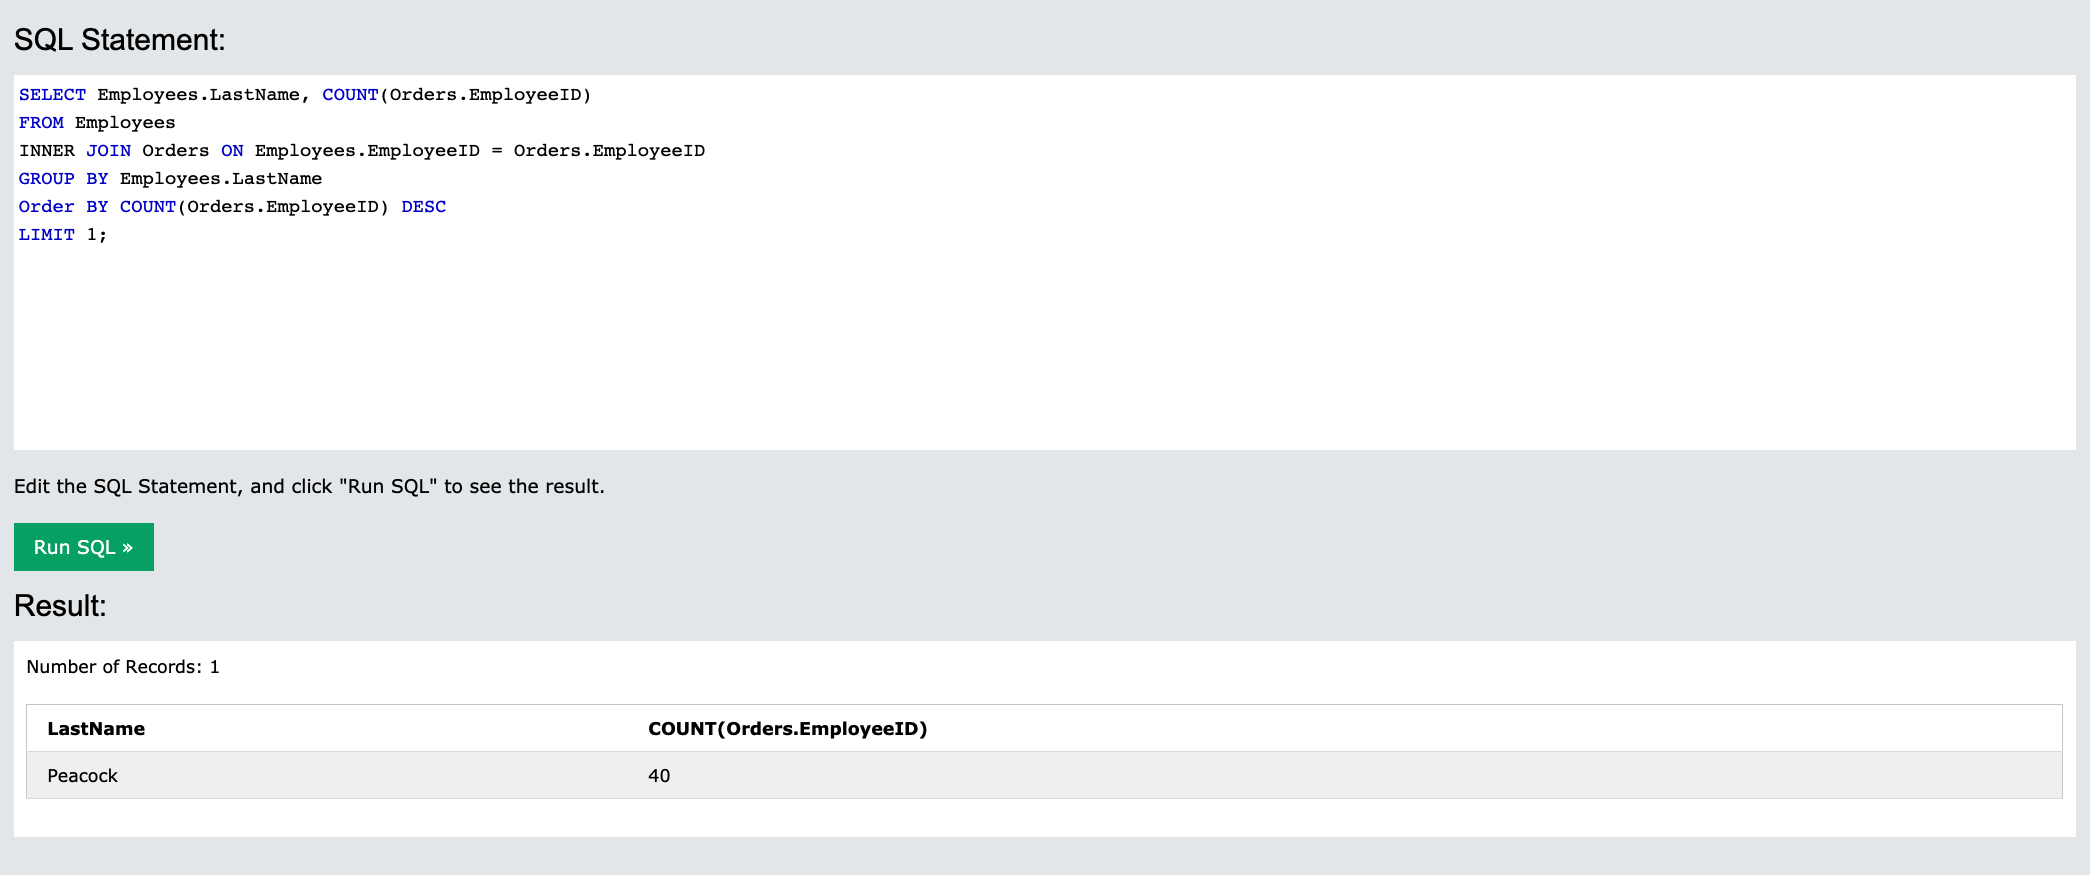 SQL Statement:
SELECT Employees.LastName, COUNT(Orders.EmployeeID)
FROM Employees
INNER JOIN Orders ON Employees.EmployeeID = Orders.EmployeeID
GROUP BY Employees.LastName
Order BY COUNT(Orders.EmployeeID) DESC
LIMIT 1;
Edit the SQL Statement, and click "Run SQL" to see the result.
Run SQL »
Result:
Number of Records: 1
LastName COUNT(Orders.EmployeeID)
Peacock 40